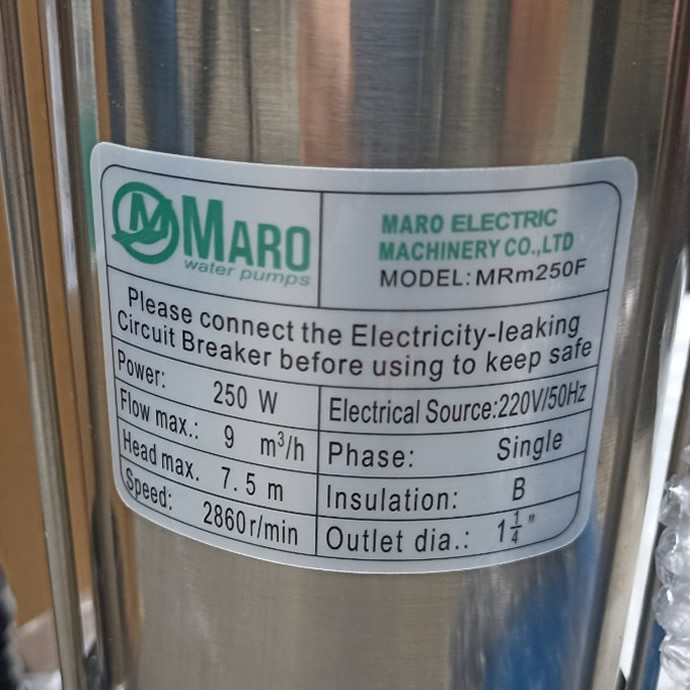 M MARO
water pumps
MARO ELECTRIC
MACHINERY CO.,LTD
MODEL: MRm250F
Please connect the Electricity-leaking
Circuit Breaker before using to keep safe
Power: 250 W
Electrical Source:220V/50Hz
Flow max.: 9 m³/h
Phase: Single
Head max. 7.5 m
Insulation: B
Speed: 2860r/min
Outlet dia.: 1¼"